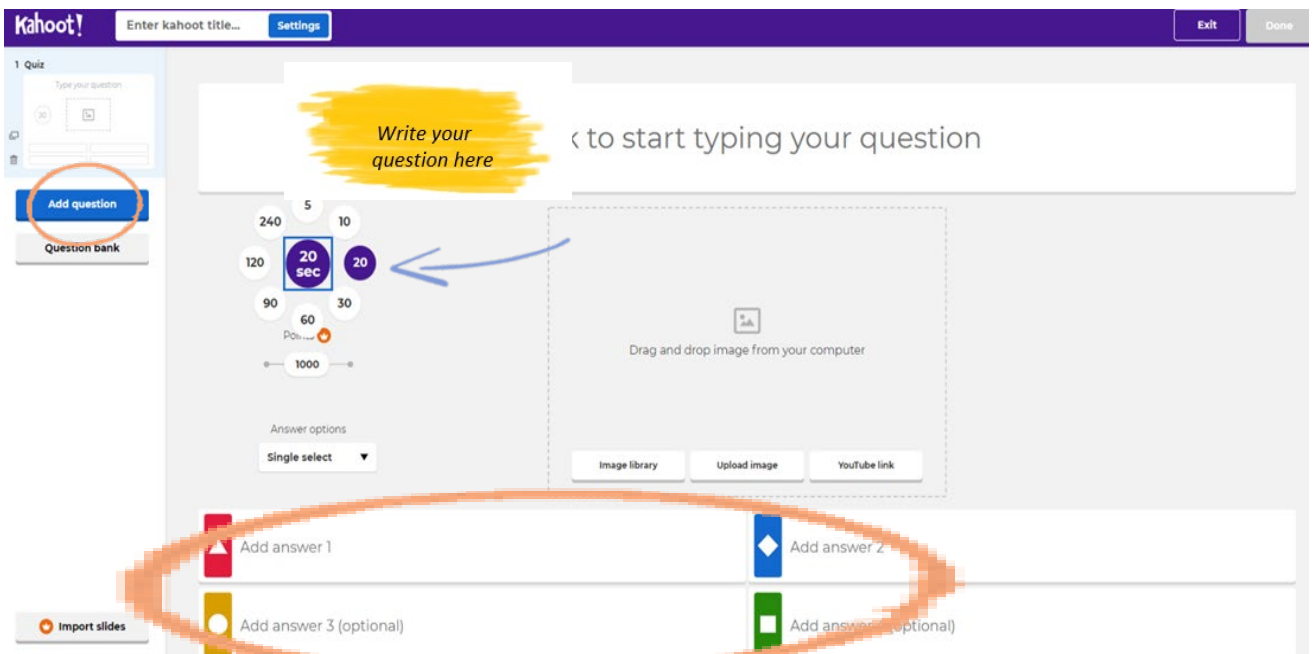 Kahoot!
Enter kahoot title...
Settings
Exit
Done
1 Quiz
Type your question
20
Add question
Question bank
Import slides
Write your
question here
to start typing your question
5
240
10
120
20
sec
20
90
30
60
1000
Answer options
Single select
Drag and drop image from your computer
Image library
Upload image
YouTube link
Add answer 1
Add answer 2
Add answer 3 (optional)
Add